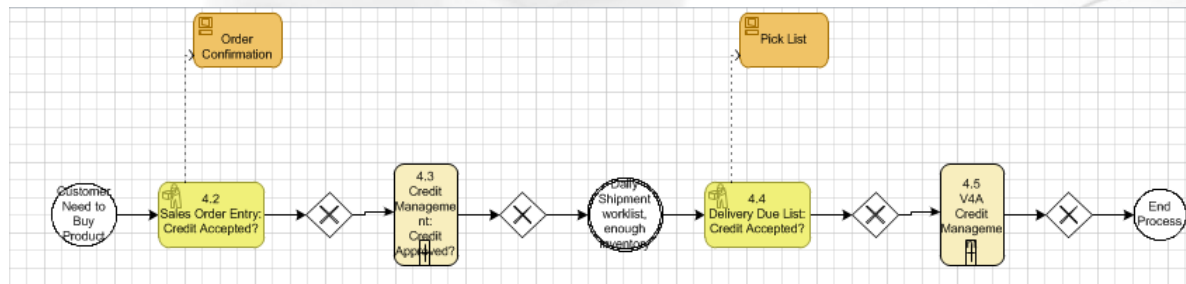 Order
Confirmation
Pick List
Customer
Need to
Buy
Product
4.2
Sales Order Entry:
Credit Accepted?
4.3
Credit
Manageme
nt:
Credit
Approved?
Daily
Shipment
worklist,
enough
inventory
4.4
Delivery Due List:
Credit Accepted?
4.5
V4A
Credit
Manageme
End
Process